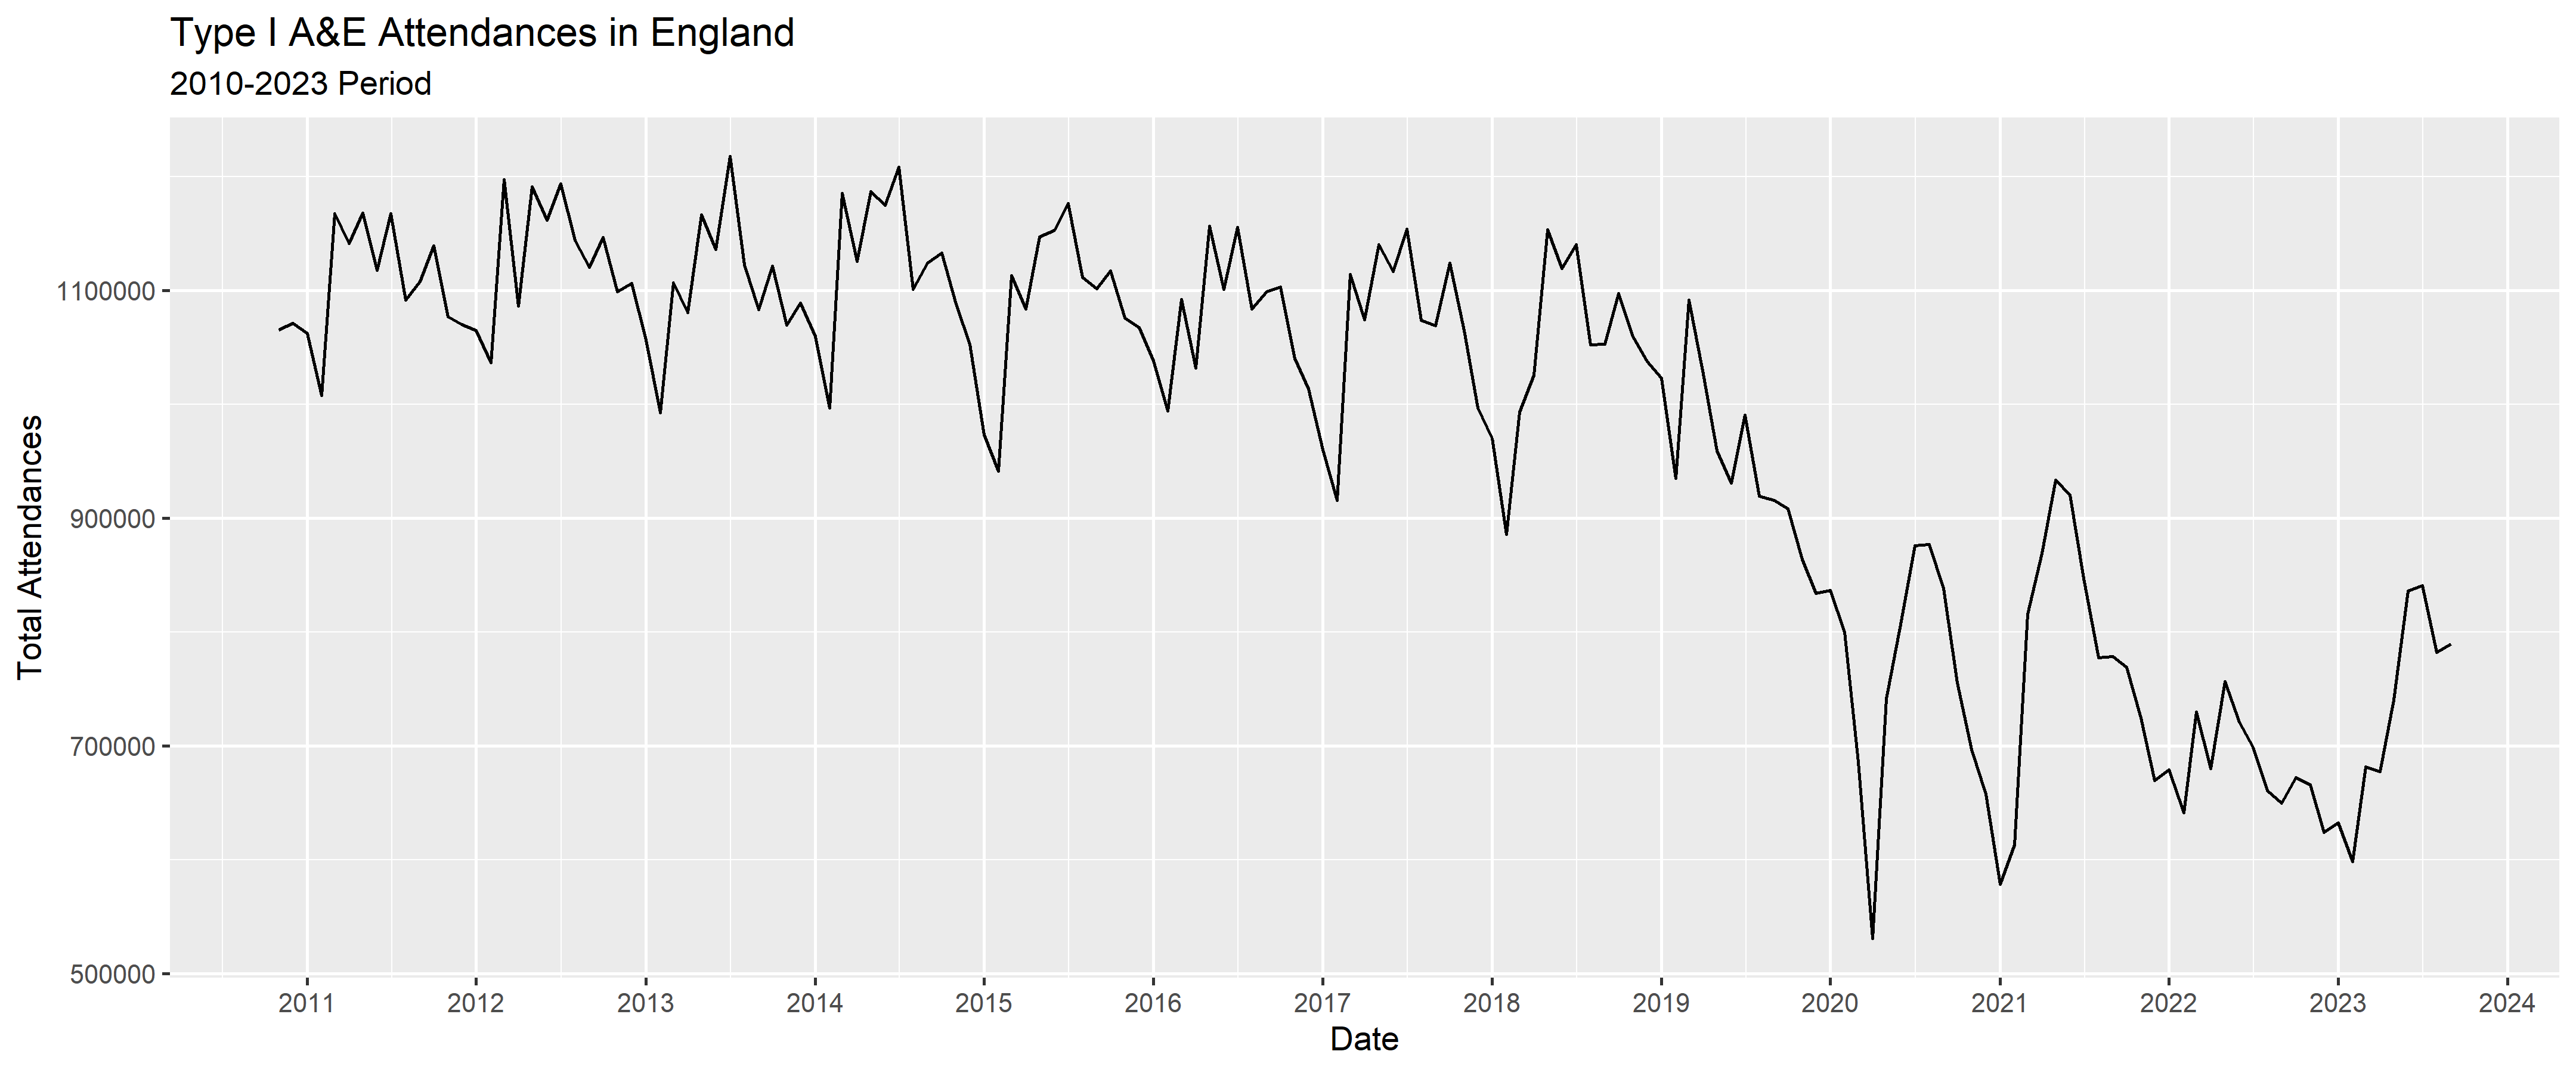 Type I A&E Attendances in England
2010-2023 Period
Total Attendances
1100000
900000
700000
500000
2011 2012 2013 2014 2015 2016 2017 2018 2019 2020 2021 2022 2023 2024
Date